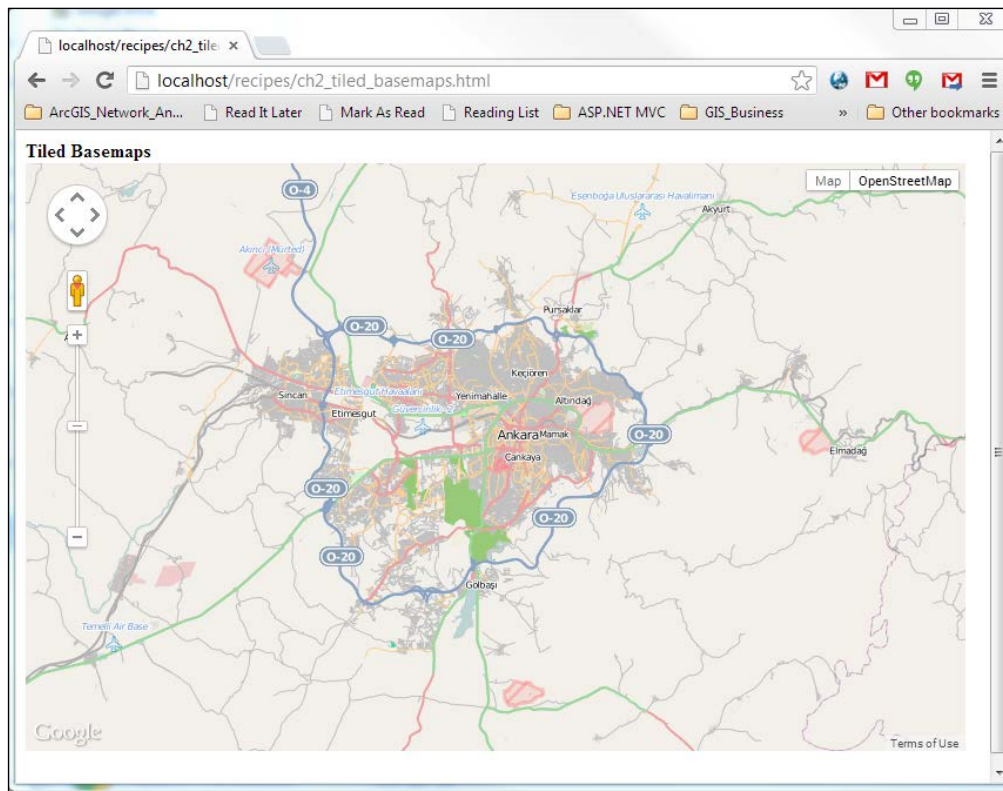 localhost/recipes/ch2_tile
localhost/recipes/ch2_tiled_basemaps.html
ArcGIS_Network_An... Read It Later Mark As Read Reading List ASP.NET MVC GIS_Business » Other bookmarks
Tiled Basemaps
Map OpenStreetMap
O-4
Esenboğa Uluslararası Havalimanı
Akyurt
Akıncı (Mürted)
Pursaklar
O-20
O-20
Keçiören
Etimesgut Havaalanı
Sincan
Yenimahalle
Altındağ
Etimesgut
Güvercinlik
Ankara Mamak
O-20
Elmadağ
Çankaya
O-20
O-20
O-20
Gölbaşı
Temelli Air Base
Google
Terms of Use